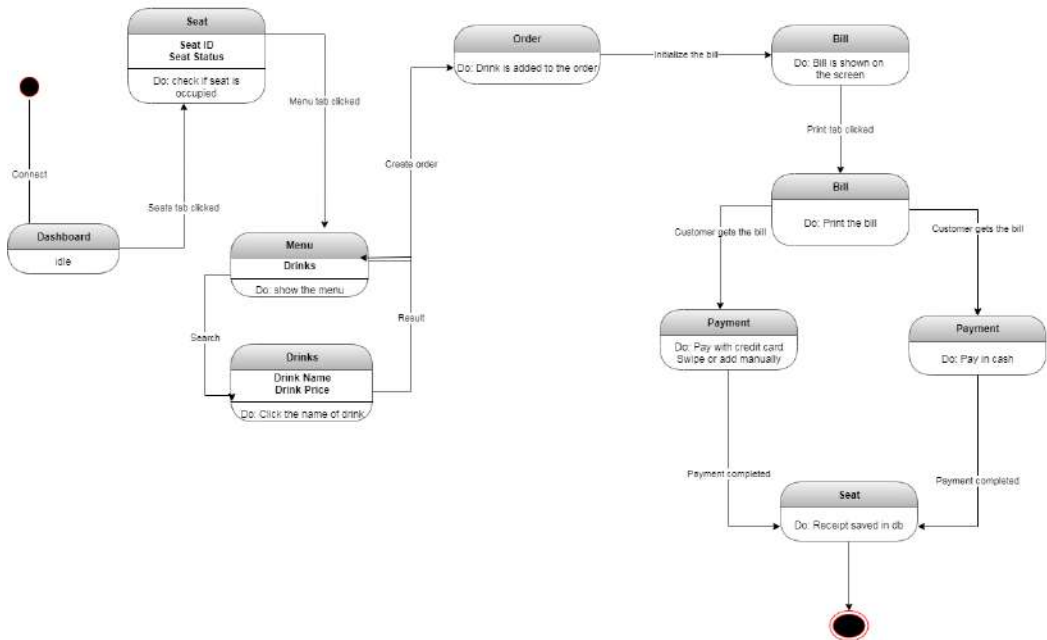 Seat
Seat ID
Seat Status
Do: check if seat is
occupied
Connect
Dashboard
idle
Seats tab clicked
Menu tab clicked
Menu
Drinks
Do: show the menu
Search
Drinks
Drink Name
Drink Price
Do: Click the name of drink
Result
Create order
Order
Do: Drink is added to the order
Initialize the bill
Bill
Do: Bill is shown on
the screen
Print tab clicked
Bill
Do: Print the bill
Customer gets the bill
Customer gets the bill
Payment
Do: Pay with credit card
Swipe or add manually
Payment
Do: Pay in cash
Payment completed
Payment completed
Seat
Do: Receipt saved in db